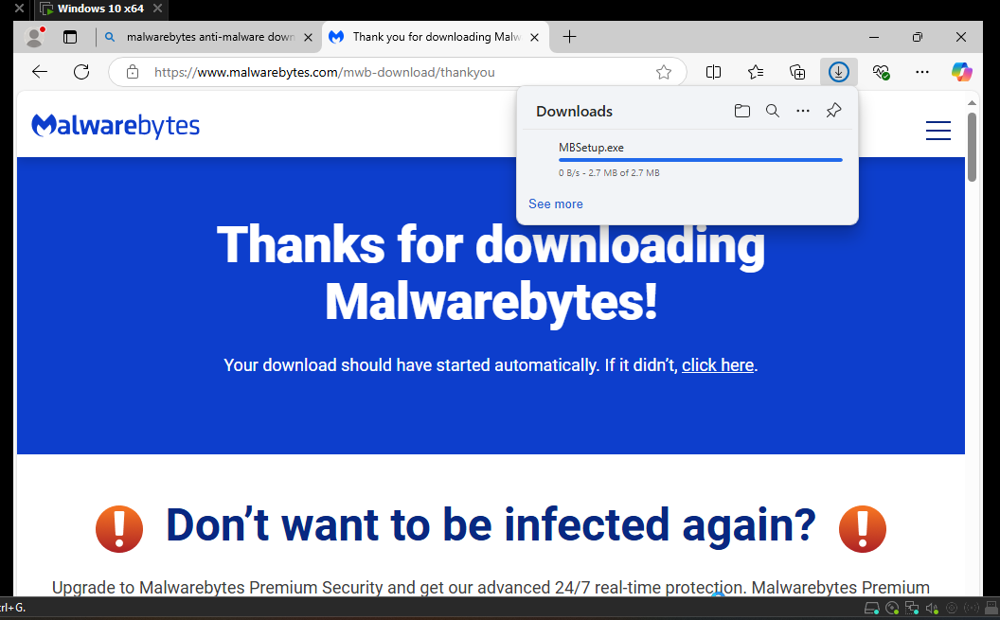 Windows 10 x64
malwarebytes anti-malware down
Thank you for downloading Malw
https://www.malwarebytes.com/mwb-download/thankyou
Downloads
MBSetup.exe
0 B/s - 2.7 MB of 2.7 MB
See more
Malwarebytes
Thanks for downloading
Malwarebytes!
Your download should have started automatically. If it didn’t, click here.
Don’t want to be infected again?
Upgrade to Malwarebytes Premium Security and get our advanced 24/7 real-time protection. Malwarebytes Premium
rl+G.